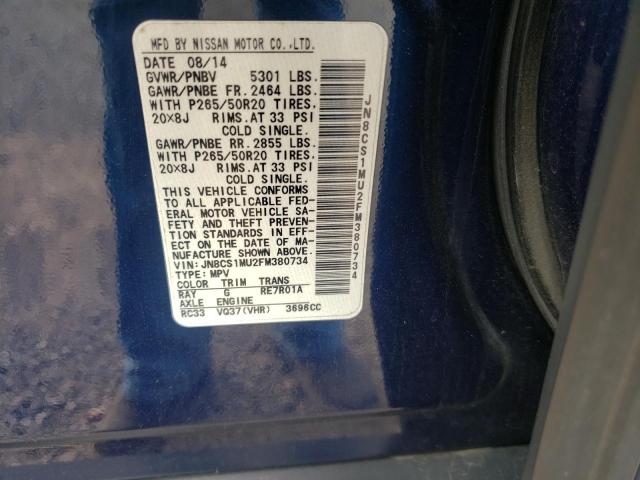 MFD BY NISSAN MOTOR CO.,LTD.
DATE 08/14
GVWR/PNBV 5301 LBS.
GAWR/PNBE FR. 2464 LBS.
WITH P265/50R20 TIRES.
20X8J RIMS. AT 33 PSI
COLD SINGLE.
GAWR/PNBE RR. 2855 LBS.
WITH P265/50R20 TIRES.
20X8J RIMS. AT 33 PSI
COLD SINGLE.
THIS VEHICLE CONFORMS
TO ALL APPLICABLE FED-
ERAL MOTOR VEHICLE SA-
FETY AND THEFT PREVEN-
TION STANDARDS IN EFF-
ECT ON THE DATE OF MA-
NUFACTURE SHOWN ABOVE.
VIN: JN8CS1MU2FM380734
TYPE: MPV
COLOR TRIM TRANS
RAY G RE7R01A
AXLE ENGINE
RC33 VQ37(VHR) 3696CC
JN8CS1MU2FM380734